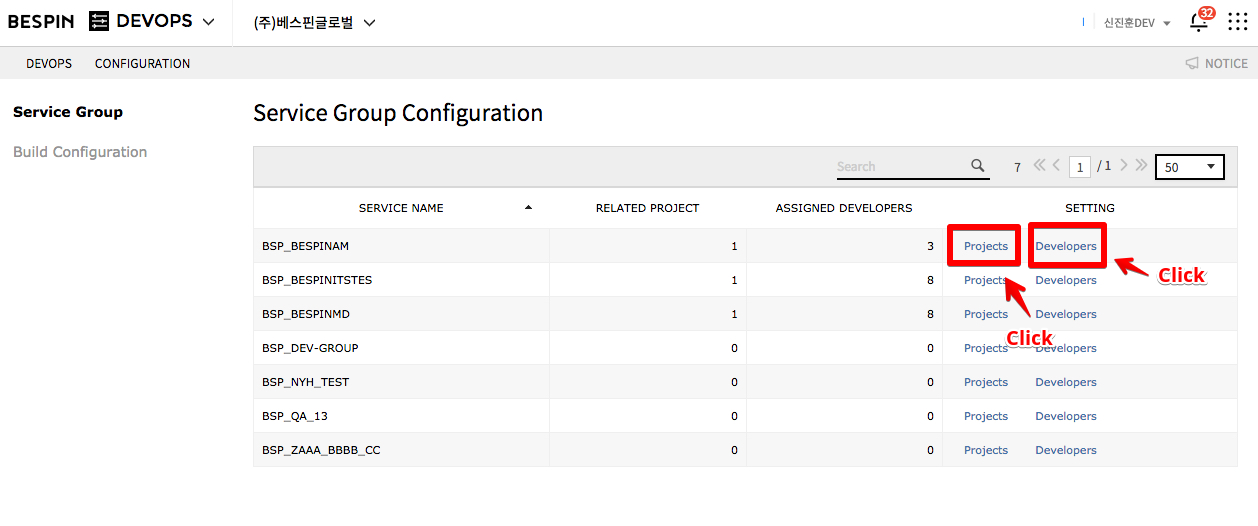 BESPIN DEVOPS (주)베스핀글로벌 신진훈DEV 32
DEVOPS CONFIGURATION NOTICE
Service Group
Build Configuration
Service Group Configuration
Search 7 1 / 1 50
SERVICE NAME RELATED PROJECT ASSIGNED DEVELOPERS SETTING
BSP_BESPINAM 1 3 Projects Developers
Click
BSP_BESPINITSTES 1 8 Projects Developers
BSP_BESPINMD 1 8 Projects Developers
Click
BSP_DEV-GROUP 0 0 Projects Developers
BSP_NYH_TEST 0 0 Projects Developers
BSP_QA_13 0 0 Projects Developers
BSP_ZAAA_BBBB_CC 0 0 Projects Developers